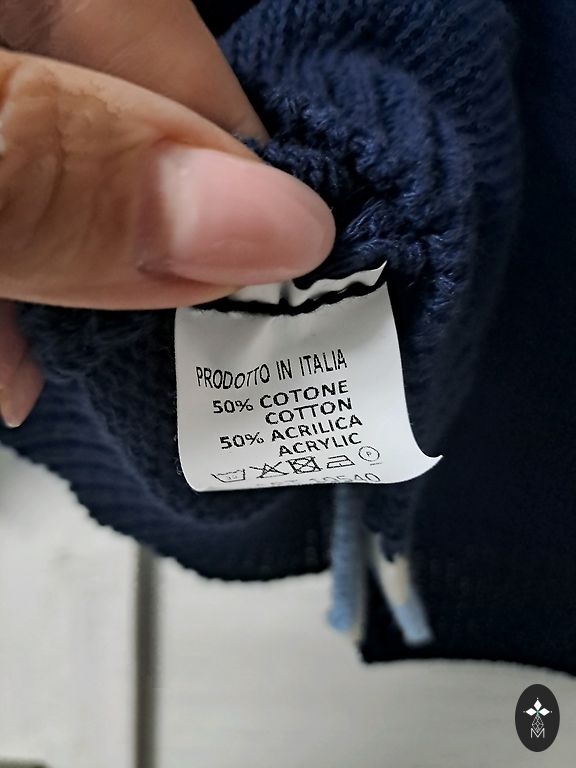 PRODOTTO IN ITALIA
50% COTONE
COTTON
50% ACRILICA
ACRYLIC